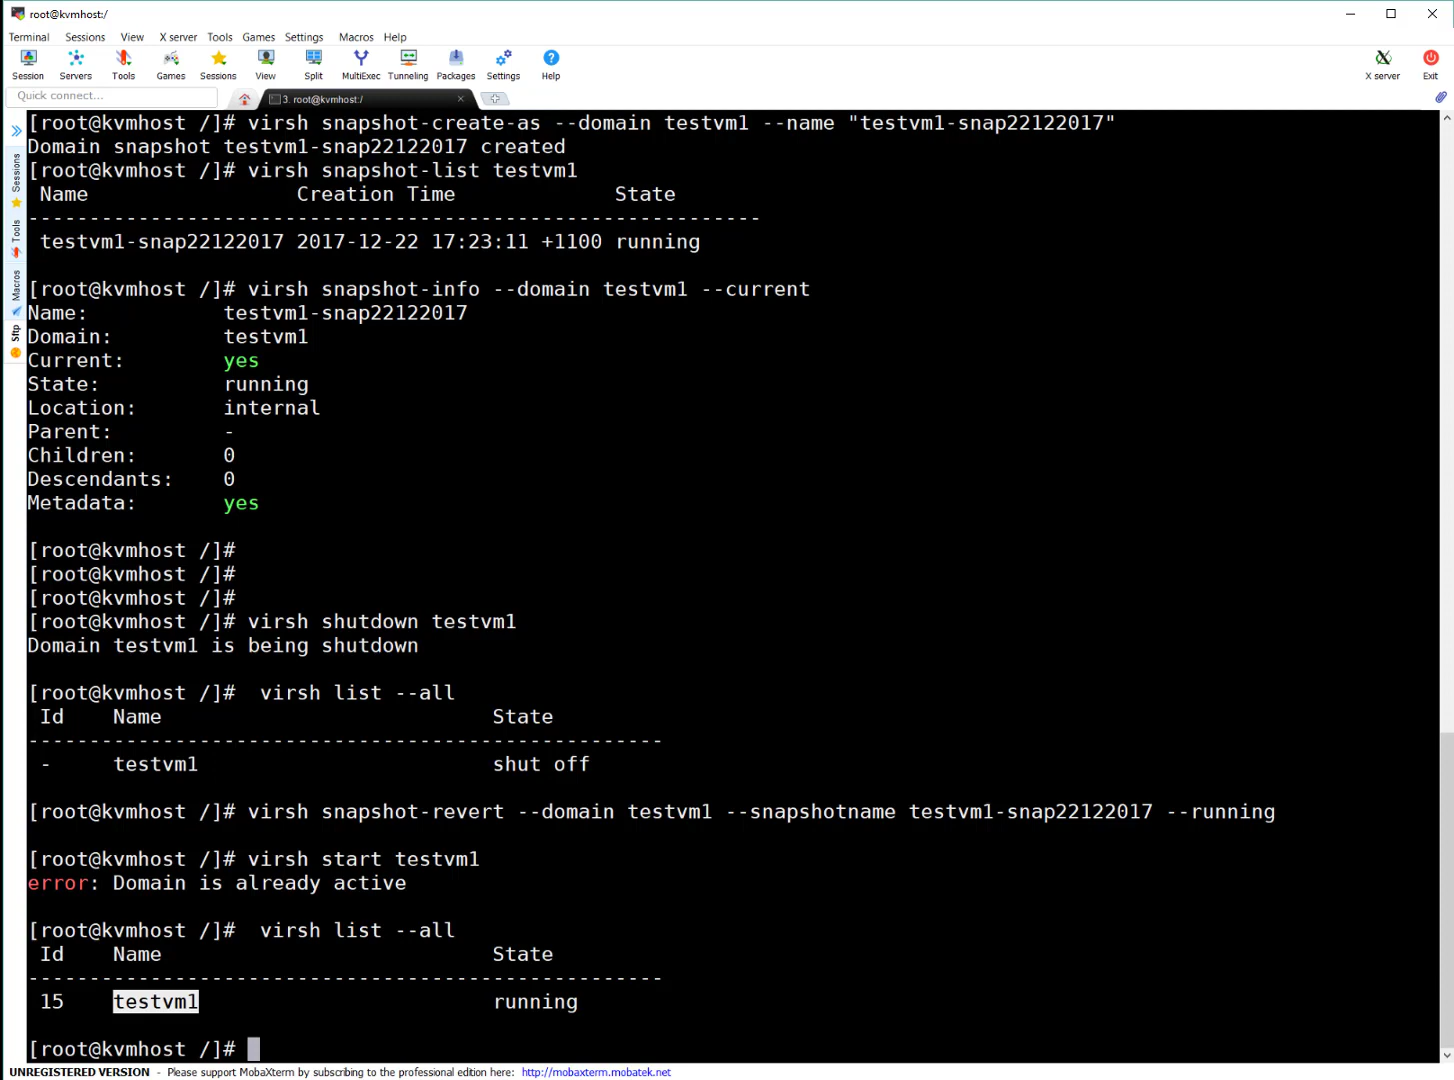 root@kvmhost:/
Terminal Sessions View X server Tools Games Settings Macros Help
Session Servers Tools Games Sessions View Split MultiExec Tunneling Packages Settings Help X server Exit
Quick connect...
3. root@kvmhost:/
Sessions
Tools
Macros
Sftp
[root@kvmhost /]# virsh snapshot-create-as --domain testvm1 --name "testvm1-snap22122017"
Domain snapshot testvm1-snap22122017 created
[root@kvmhost /]# virsh snapshot-list testvm1
Name Creation Time State
------------------------------------------------------------
testvm1-snap22122017 2017-12-22 17:23:11 +1100 running
[root@kvmhost /]# virsh snapshot-info --domain testvm1 --current
Name: testvm1-snap22122017
Domain: testvm1
Current: yes
State: running
Location: internal
Parent: -
Children: 0
Descendants: 0
Metadata: yes
[root@kvmhost /]#
[root@kvmhost /]#
[root@kvmhost /]#
[root@kvmhost /]# virsh shutdown testvm1
Domain testvm1 is being shutdown
[root@kvmhost /]#  virsh list --all
Id Name State
----------------------------------------------------
- testvm1 shut off
[root@kvmhost /]# virsh snapshot-revert --domain testvm1 --snapshotname testvm1-snap22122017 --running
[root@kvmhost /]# virsh start testvm1
error: Domain is already active
[root@kvmhost /]#  virsh list --all
Id Name State
----------------------------------------------------
15 testvm1 running
[root@kvmhost /]#
UNREGISTERED VERSION - Please support MobaXterm by subscribing to the professional edition here: http://mobaxterm.mobatek.net